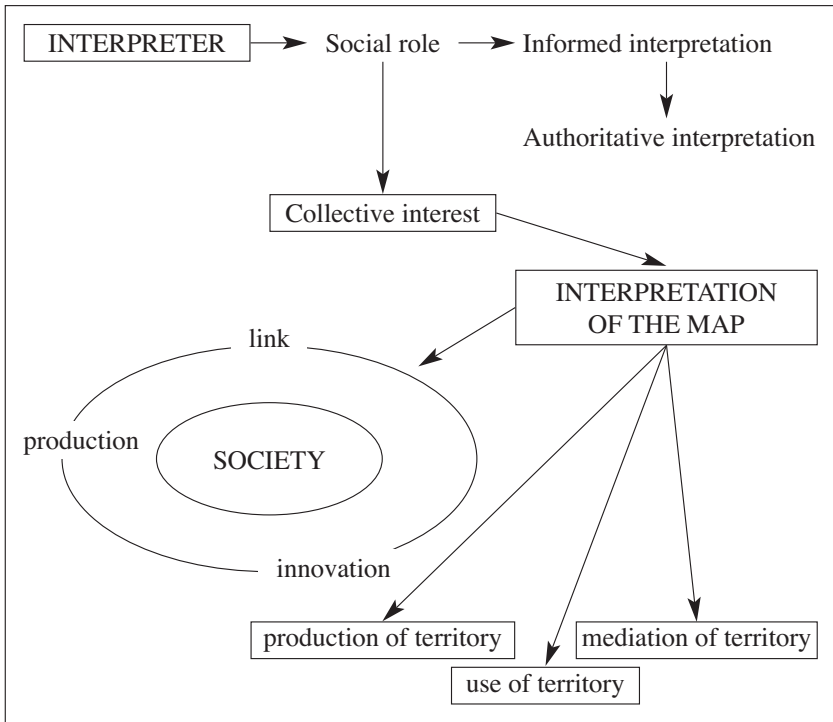 INTERPRETER
Social role
Informed interpretation
Authoritative interpretation
Collective interest
INTERPRETATION
OF THE MAP
link
production
SOCIETY
innovation
production of territory
mediation of territory
use of territory